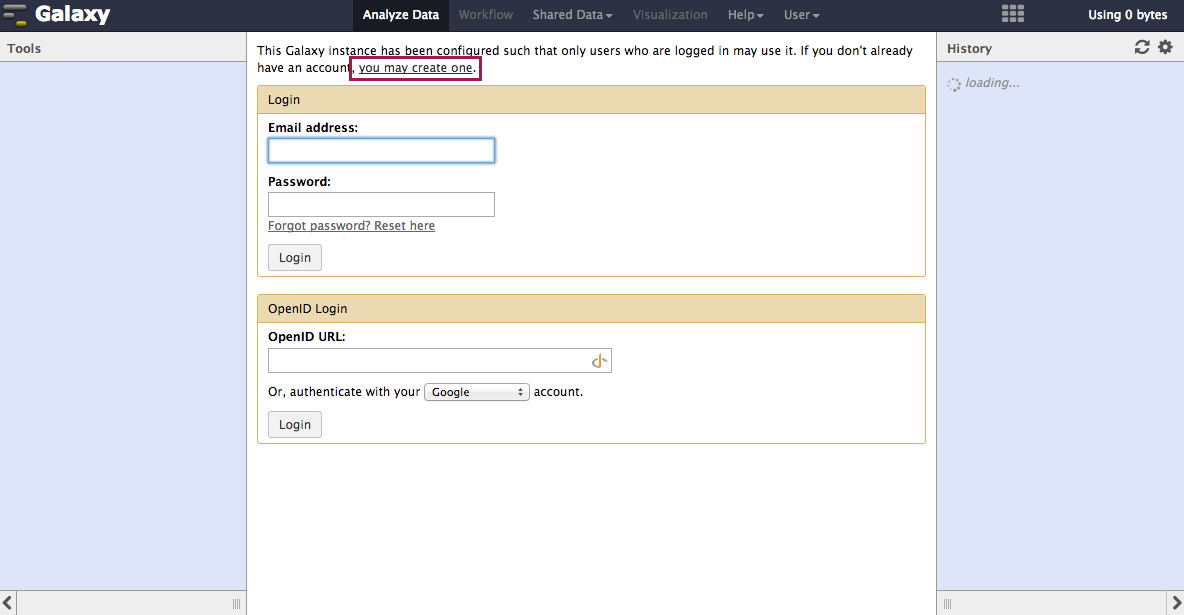 Galaxy
Analyze Data Workflow Shared Data Visualization Help User
Using 0 bytes
Tools
This Galaxy instance has been configured such that only users who are logged in may use it. If you don't already
have an account, you may create one.
Login
Email address:
Password:
Forgot password? Reset here
Login
OpenID Login
OpenID URL:
Or, authenticate with your Google account.
Login
History
loading...